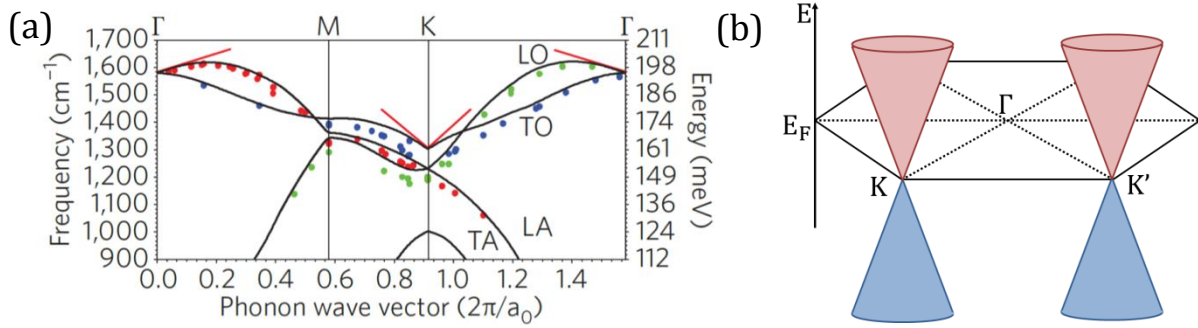 (a)
Γ M K Γ
1,700 211
1,600 198
1,500 186
1,400 174
1,300 161
1,200 149
1,100 136
1,000 124
900 112
Frequency (cm⁻¹)
Energy (meV)
LO
TO
LA
TA
0.0 0.2 0.4 0.6 0.8 1.0 1.2 1.4
Phonon wave vector (2π/a₀)
(b)
E
E_F
Γ
K K'